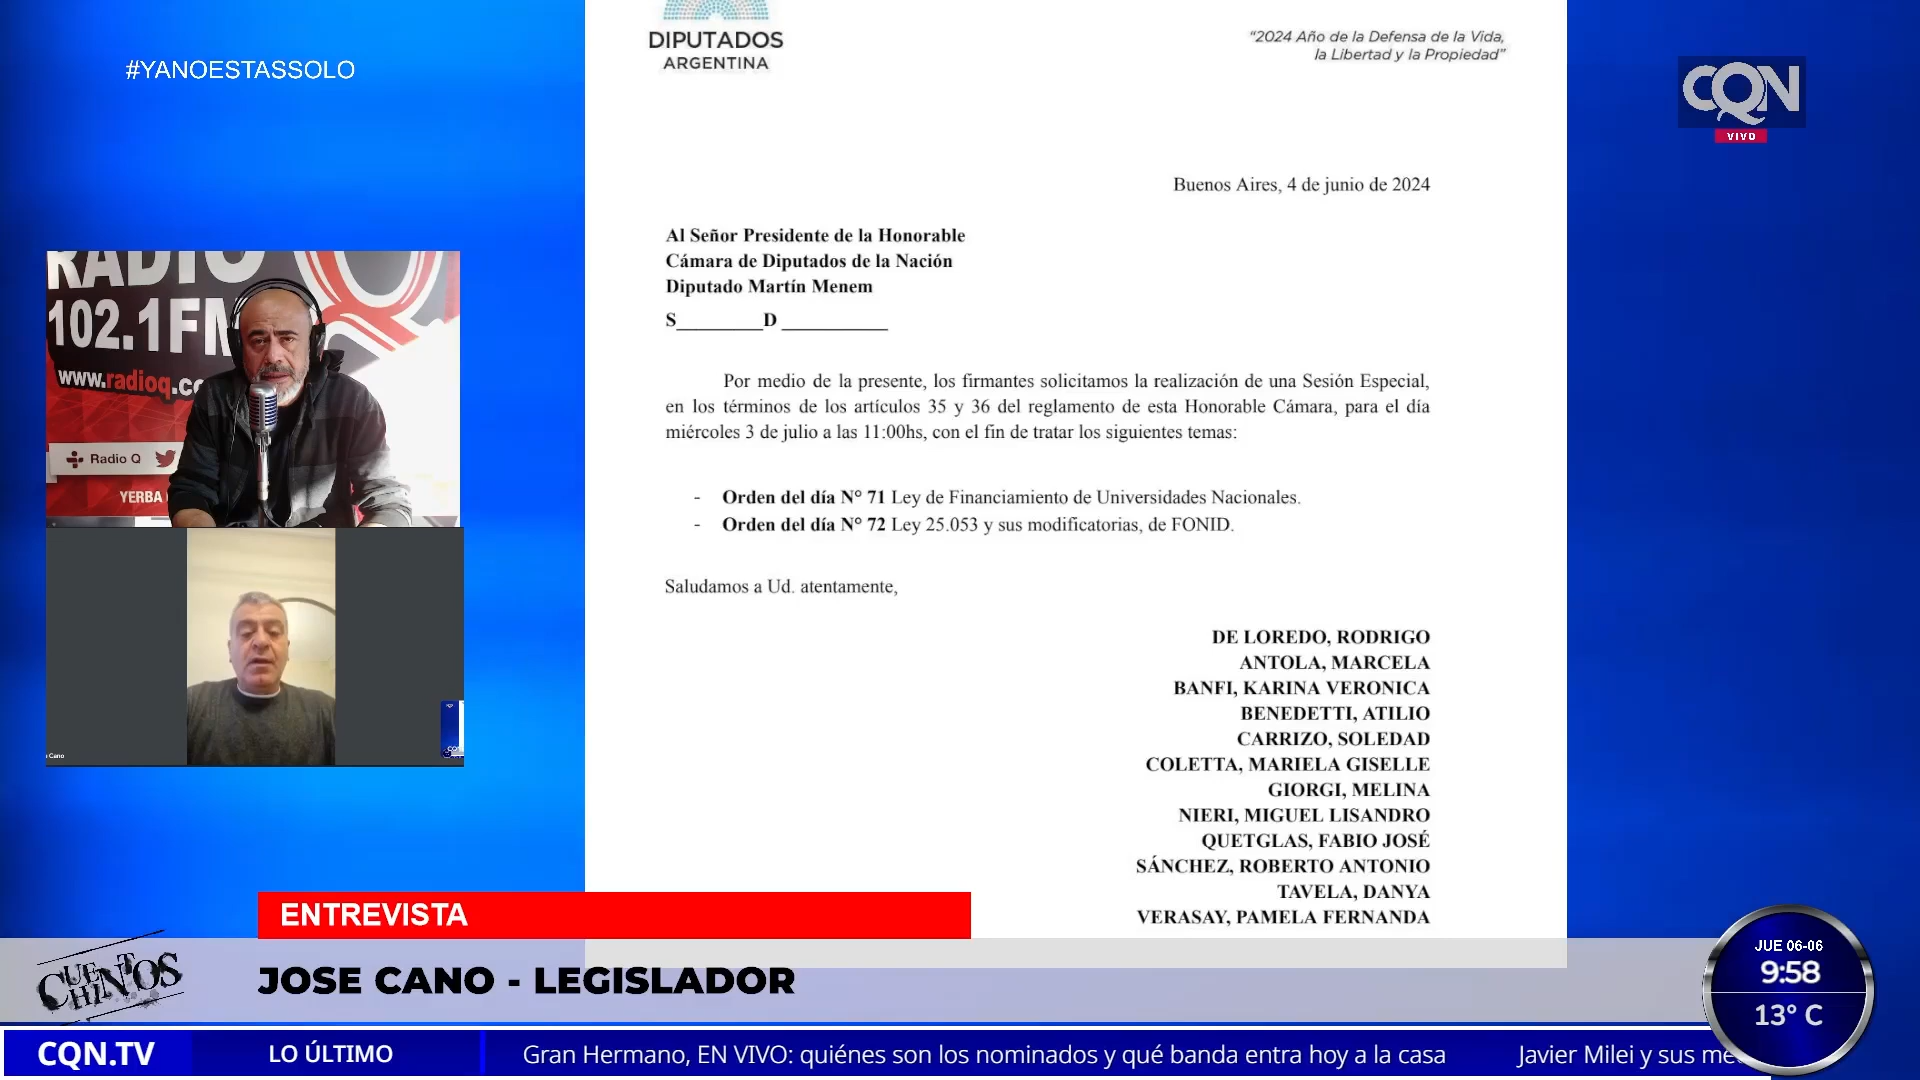 #YANOESTASSOLO
DIPUTADOS
ARGENTINA
“2024 Año de la Defensa de la Vida,
la Libertad y la Propiedad”
CQN
VIVO
Buenos Aires, 4 de junio de 2024
Al Señor Presidente de la Honorable
Cámara de Diputados de la Nación
Diputado Martín Menem
S_________D ___________
Por medio de la presente, los firmantes solicitamos la realización de una Sesión Especial,
en los términos de los artículos 35 y 36 del reglamento de esta Honorable Cámara, para el día
miércoles 3 de julio a las 11:00hs, con el fin de tratar los siguientes temas:
- Orden del día N° 71 Ley de Financiamiento de Universidades Nacionales.
- Orden del día N° 72 Ley 25.053 y sus modificatorias, de FONID.
Saludamos a Ud. atentamente,
DE LOREDO, RODRIGO
ANTOLA, MARCELA
BANFI, KARINA VERONICA
BENEDETTI, ATILIO
CARRIZO, SOLEDAD
COLETTA, MARIELA GISELLE
GIORGI, MELINA
NIERI, MIGUEL LISANDRO
QUETGLAS, FABIO JOSÉ
SÁNCHEZ, ROBERTO ANTONIO
TAVELA, DANYA
VERASAY, PAMELA FERNANDA
RADIO
102.1FM
www.radioq.co
Radio Q
YERBA
Cano
ENTREVISTA
CUENTOS
CHINOS
JOSE CANO - LEGISLADOR
JUE 06-06
9:58
13° C
CQN.TV
LO ÚLTIMO
Gran Hermano, EN VIVO: quiénes son los nominados y qué banda entra hoy a la casa
Javier Milei y sus me